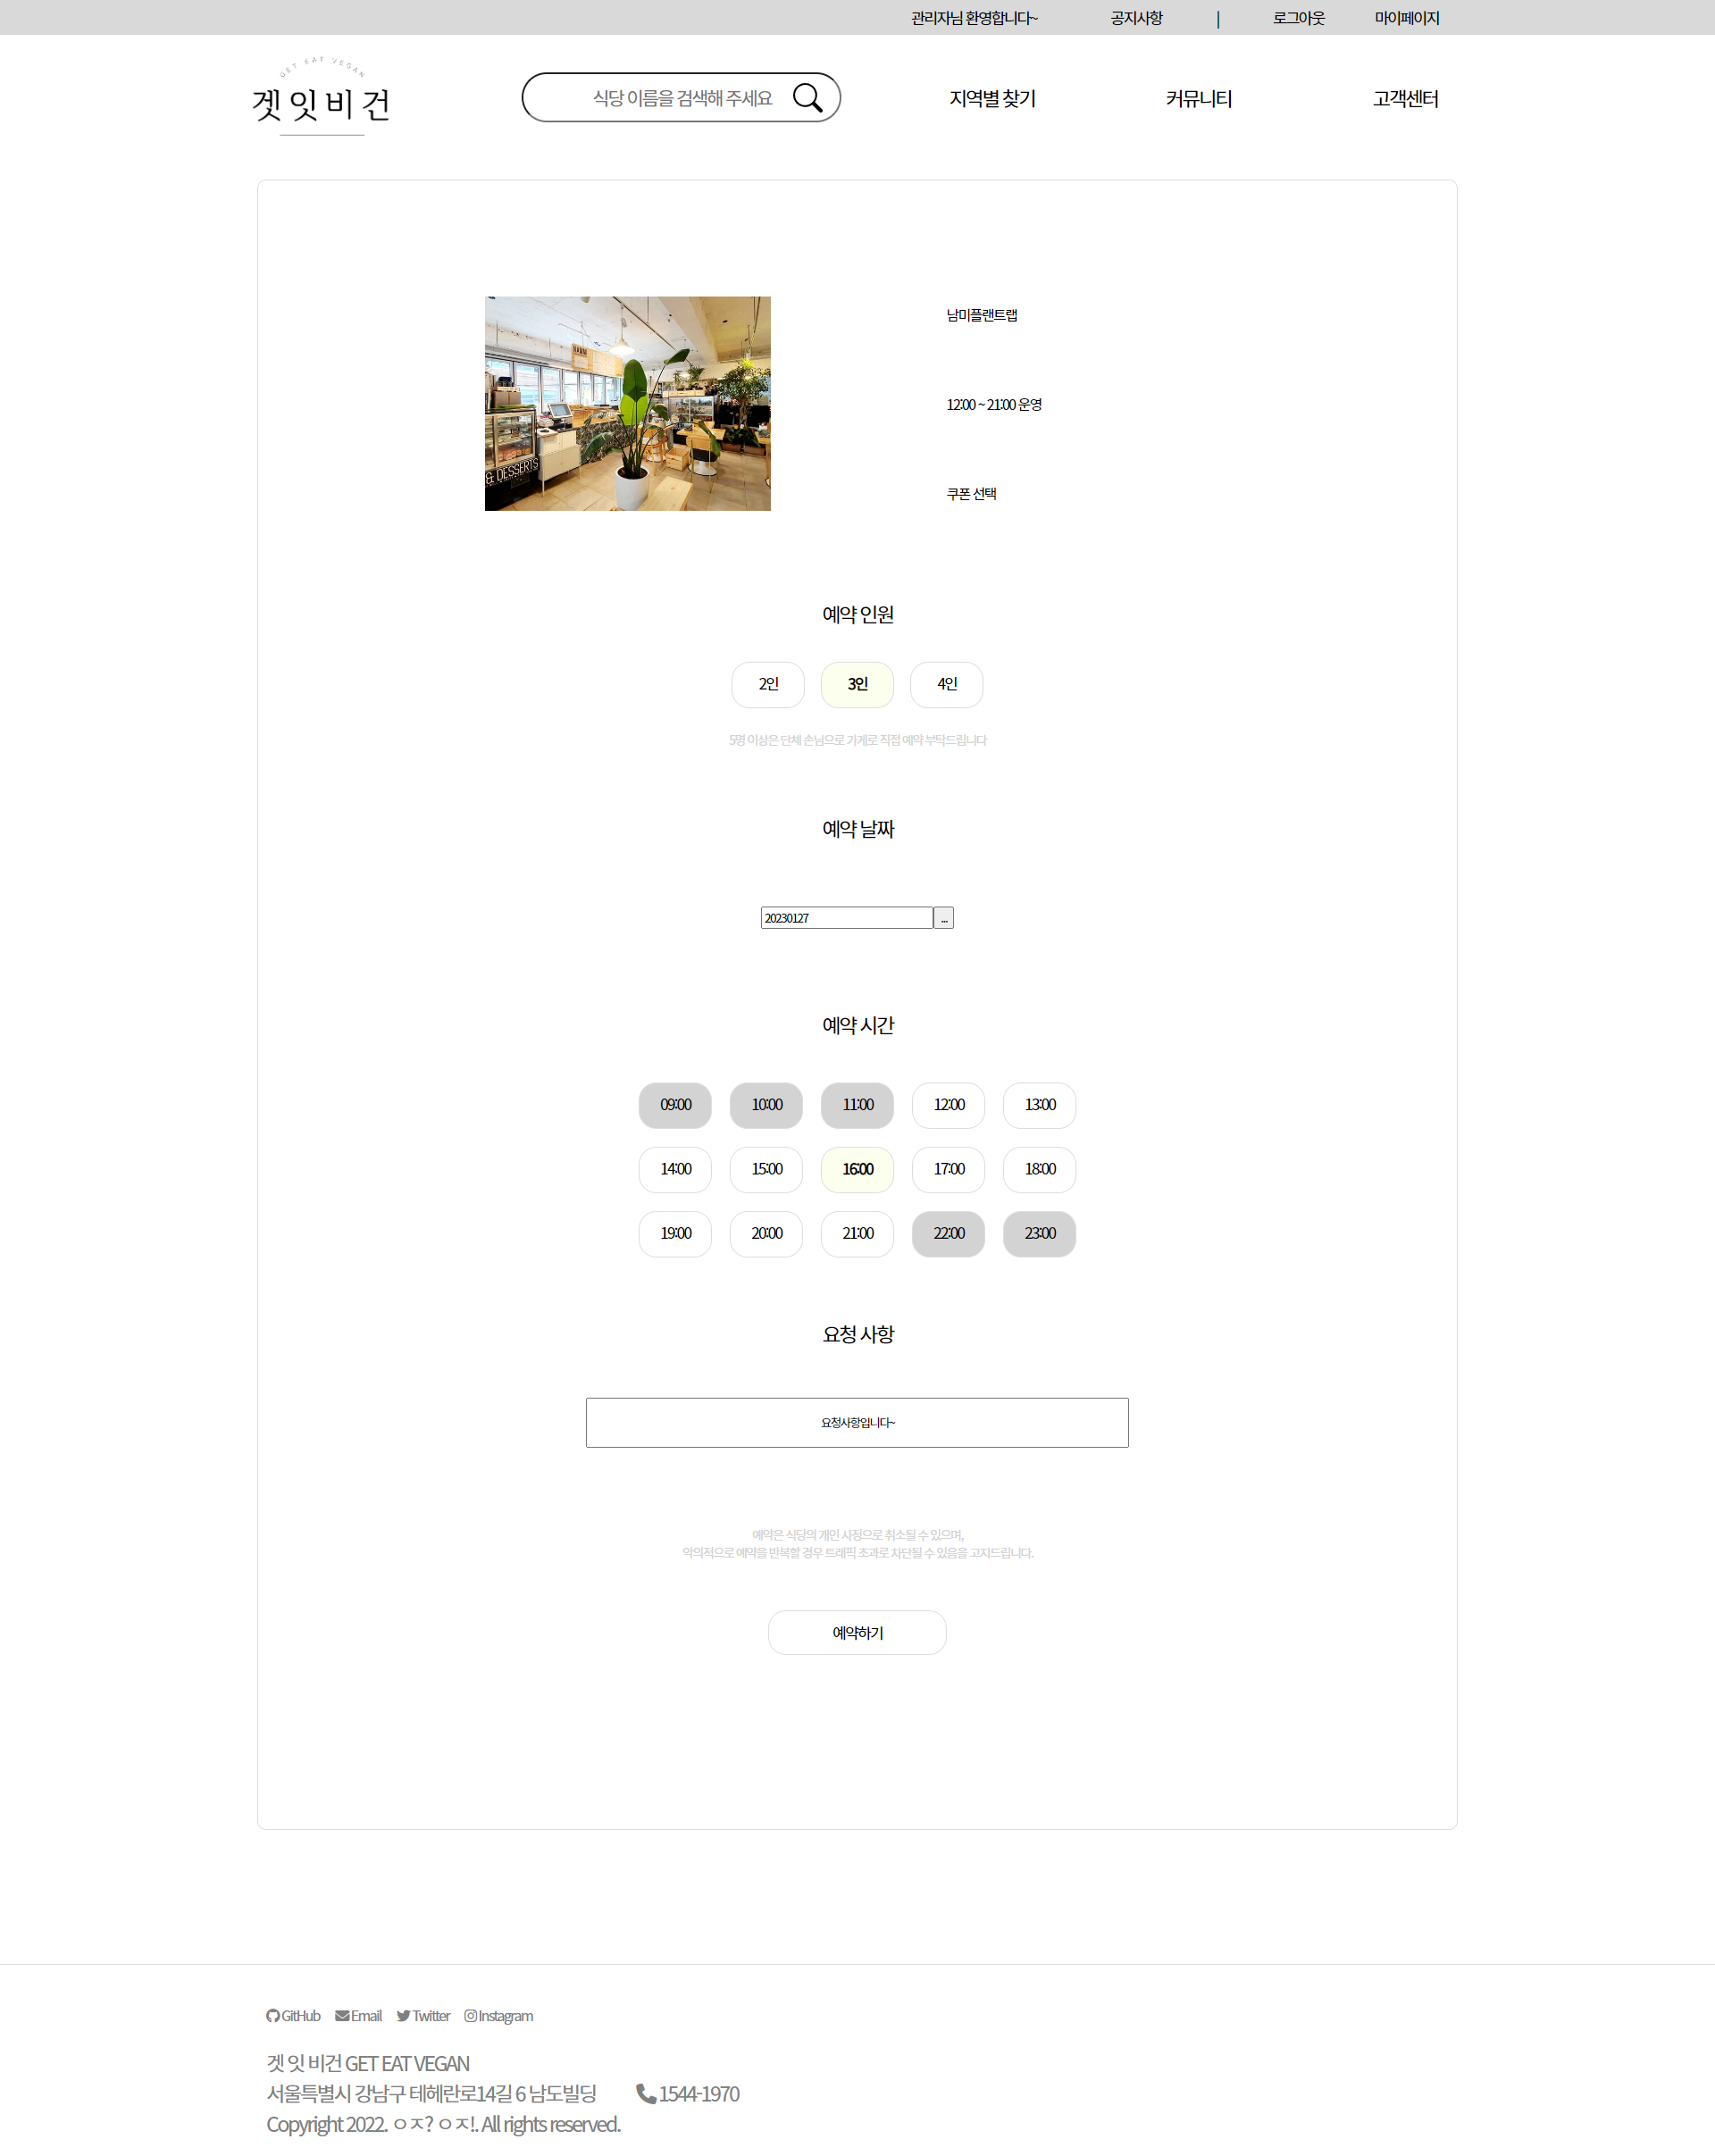 관리자님 환영합니다~ 공지사항 | 로그아웃 마이페이지
GET EAT VEGAN
겟잇비건
식당 이름을 검색해 주세요
지역별 찾기 커뮤니티 고객센터
남미플랜트랩
12:00 ~ 21:00 운영
& DESSERTS
쿠폰 선택
예약 인원
2인 3인 4인
5명 이상은 단체 손님으로 가게로 직접 예약 부탁드립니다
예약 날짜
20230127 ...
예약 시간
09:00 10:00 11:00 12:00 13:00
14:00 15:00 16:00 17:00 18:00
19:00 20:00 21:00 22:00 23:00
요청 사항
요청사항입니다~
예약은 식당의 개인 사정으로 취소될 수 있으며,
악의적으로 예약을 반복할 경우 트래픽 초과로 차단될 수 있음을 고지드립니다.
예약하기
GitHub Email Twitter Instagram
겟 잇 비건 GET EAT VEGAN
서울특별시 강남구 테헤란로14길 6 남도빌딩 1544-1970
Copyright 2022. ㅇㅈ? ㅇㅈ!. All rights reserved.